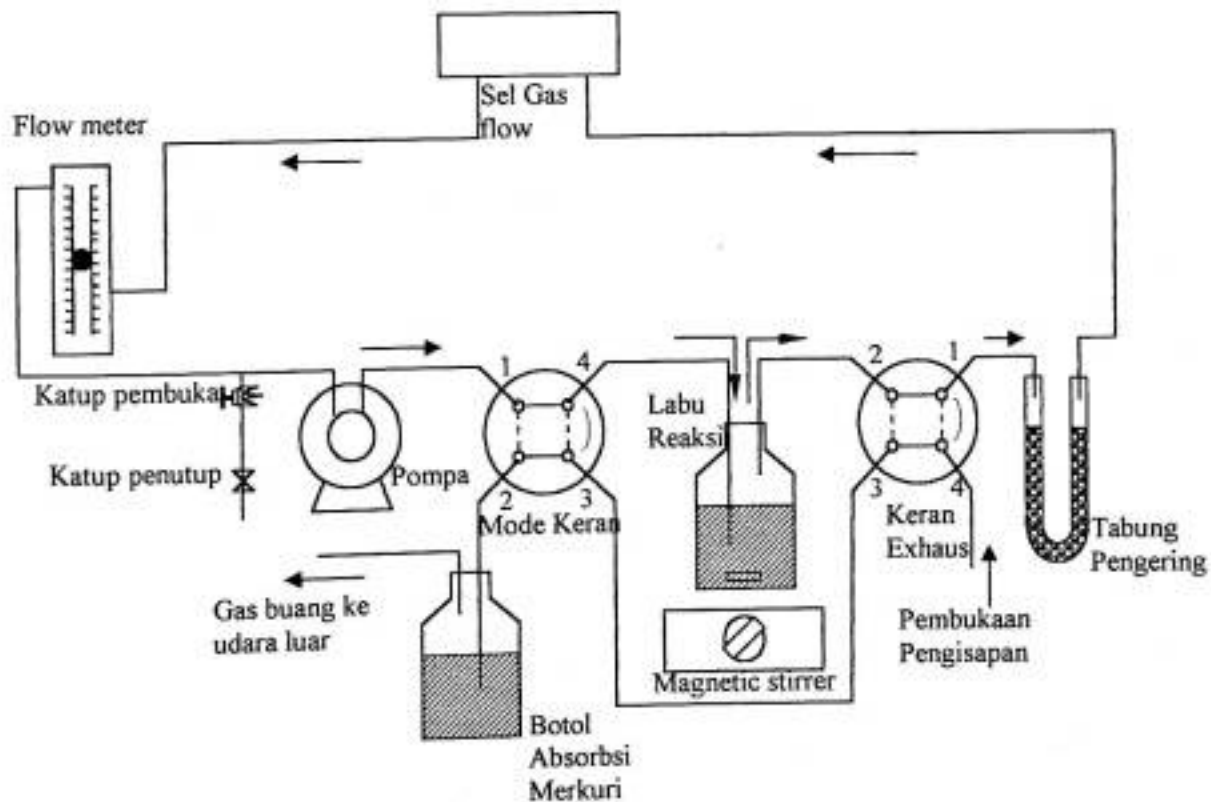 Sel Gas
flow
Flow meter
1
4
2
1
Katup pembuka
Labu
Reaksi
Katup penutup
Pompa
2
3
3
4
Mode Keran
Keran
Exhaus
Tabung
Pengering
Gas buang ke
udara luar
Pembukaan
Pengisapan
Magnetic stirrer
Botol
Absorbsi
Merkuri